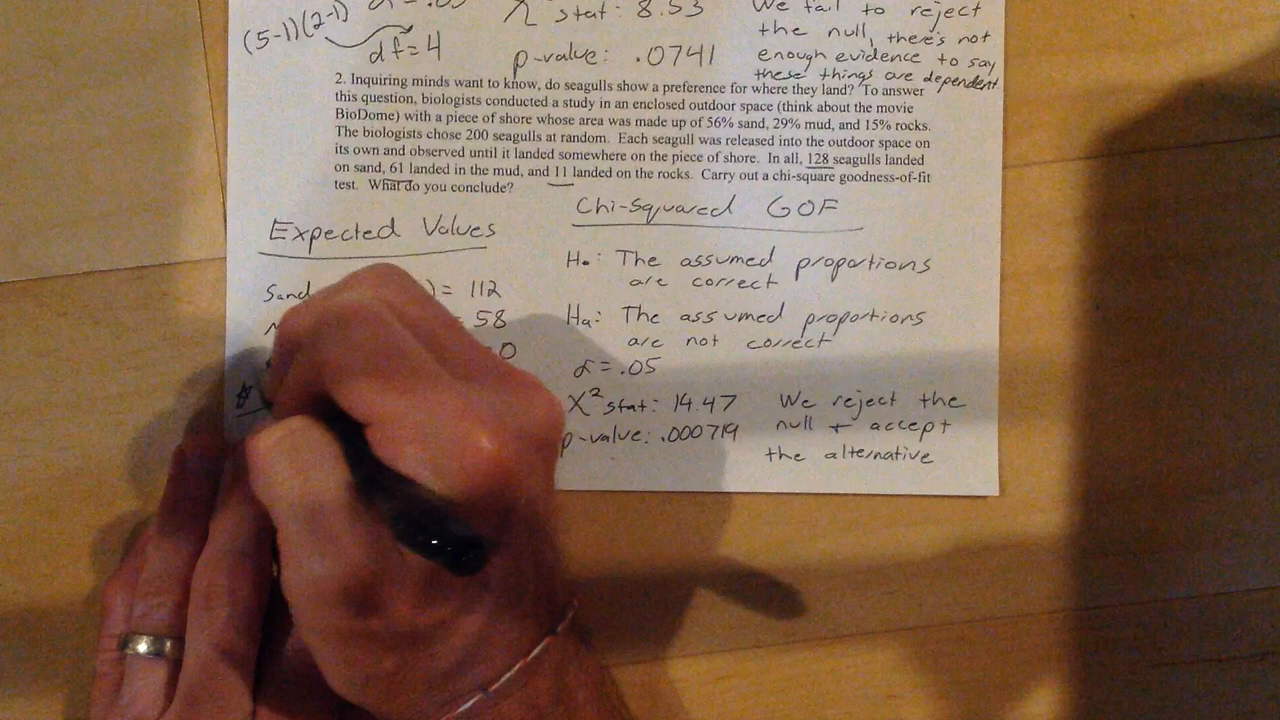 (5-1)(2-1)
α = .05
df = 4
χ² stat: 8.53
p-value: .0741
We fail to reject
the null, there's not
enough evidence to say
these things are dependent
2. Inquiring minds want to know, do seagulls show a preference for where they land? To answer
this question, biologists conducted a study in an enclosed outdoor space (think about the movie
BioDome) with a piece of shore whose area was made up of 56% sand, 29% mud, and 15% rocks.
The biologists chose 200 seagulls at random. Each seagull was released into the outdoor space on
its own and observed until it landed somewhere on the piece of shore. In all, 128 seagulls landed
on sand, 61 landed in the mud, and 11 landed on the rocks. Carry out a chi-square goodness-of-fit
test. What do you conclude?
Expected Values
Sand ) = 112
= 58
0
Chi-Squared GOF
H₀: The assumed proportions
are correct
Ha: The assumed proportions
are not correct
α = .05
X² stat: 14.47
p-value: .000719
We reject the
null + accept
the alternative